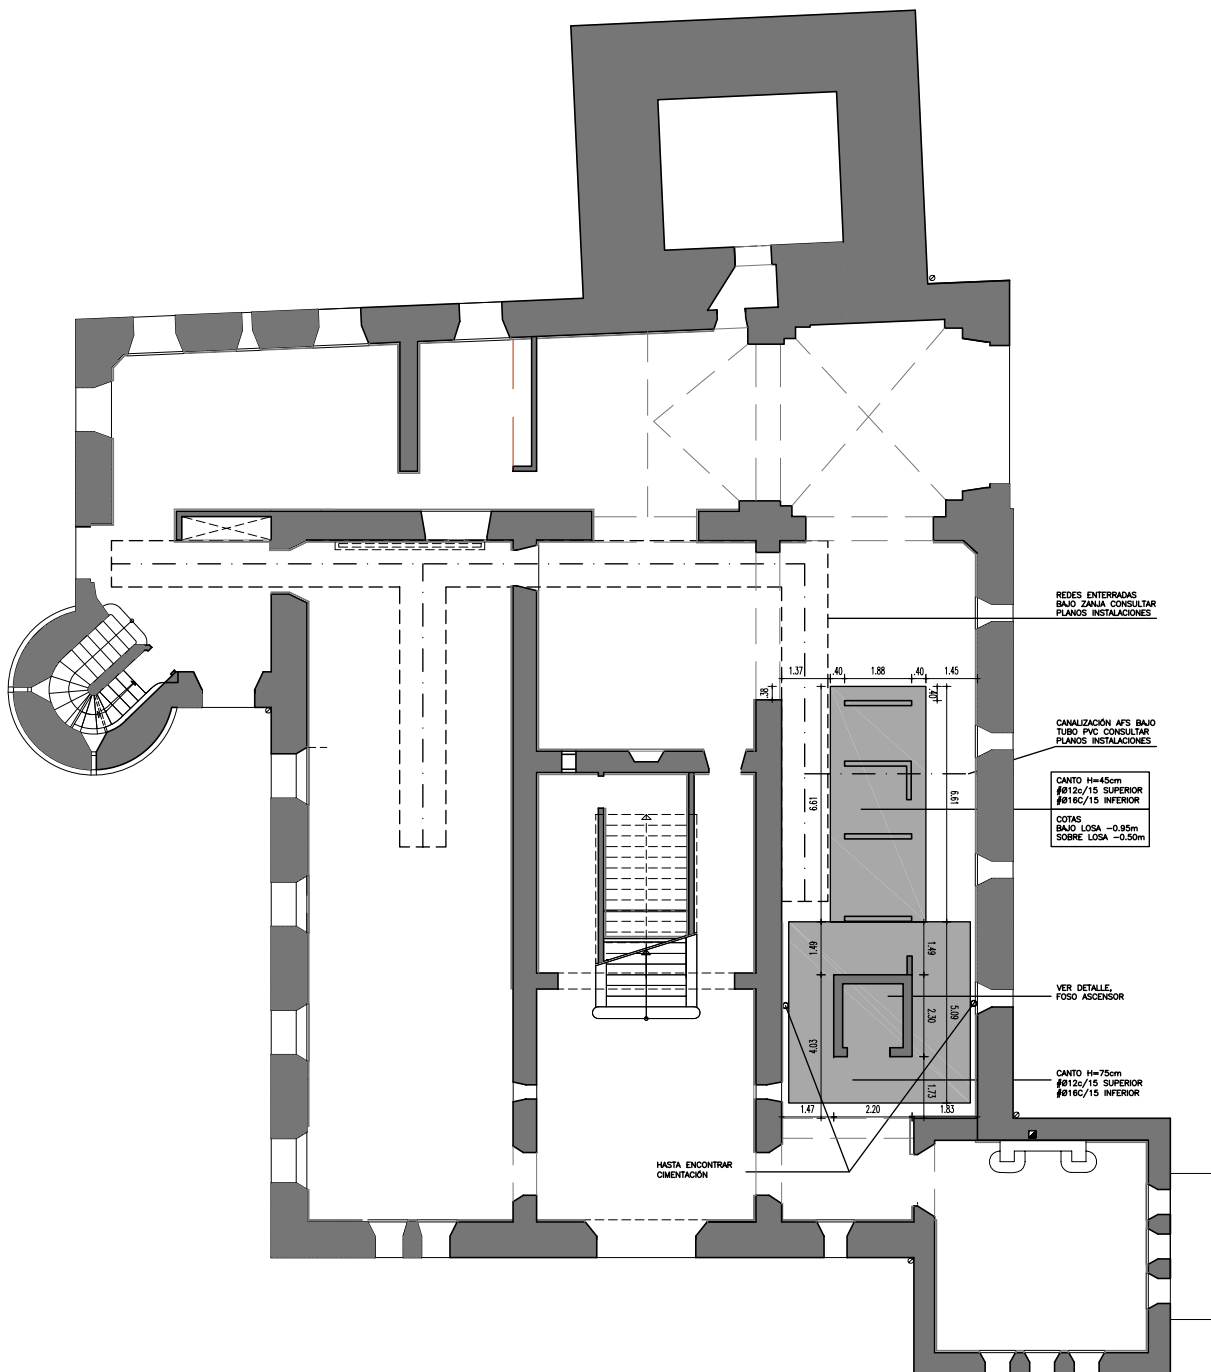 REDES ENTERRADAS
BAJO ZANJA CONSULTAR
PLANOS INSTALACIONES
1.37 .40 1.88 .40 1.45
.38
.40
CANALIZACIÓN AFS BAJO
TUBO PVC CONSULTAR
PLANOS INSTALACIONES
CANTO H=45cm
#Ø12c/15 SUPERIOR
#Ø16C/15 INFERIOR
COTAS
BAJO LOSA -0.95m
SOBRE LOSA -0.50m
6.61
6.61
1.49
1.49
VER DETALLE,
FOSO ASCENSOR
2.30
5.09
4.03
CANTO H=75cm
#Ø12c/15 SUPERIOR
#Ø16C/15 INFERIOR
1.73
1.47 2.20 1.83
HASTA ENCONTRAR
CIMENTACIÓN